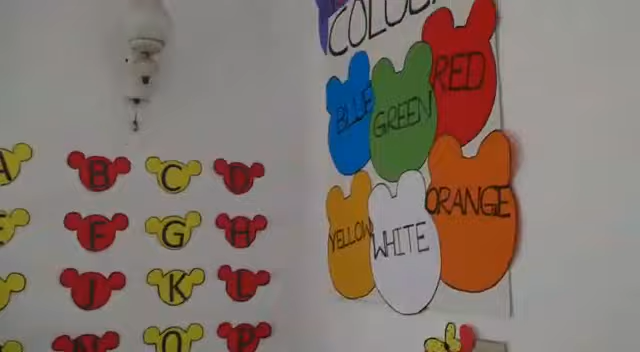 COLOU
BLUE
GREEN
RED
YELLOW
WHITE
ORANGE
A B C D
F G H
J K L
N O P